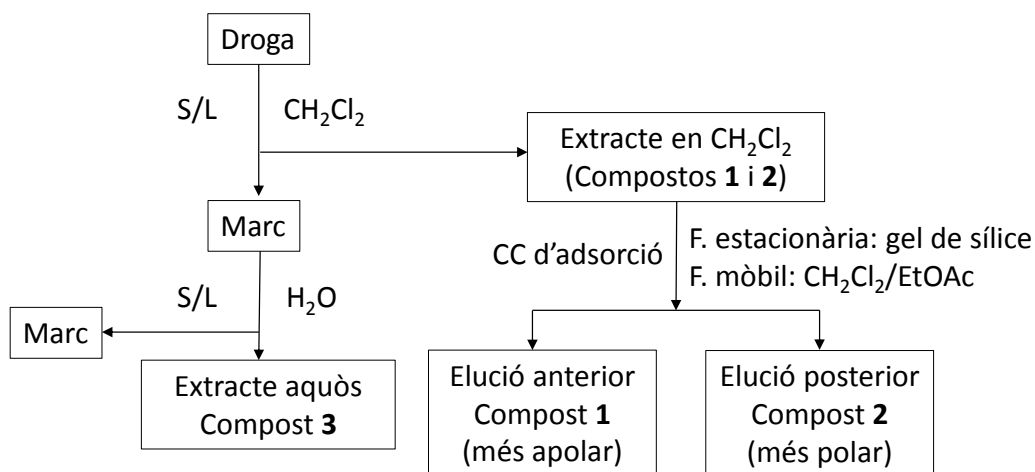 Droga
S/L
CH₂Cl₂
Extracte en CH₂Cl₂
(Compostos 1 i 2)
Marc
CC d'adsorció
F. estacionària: gel de sílice
F. mòbil: CH₂Cl₂/EtOAc
S/L
H₂O
Marc
Extracte aquòs
Compost 3
Elució anterior
Compost 1
(més apolar)
Elució posterior
Compost 2
(més polar)